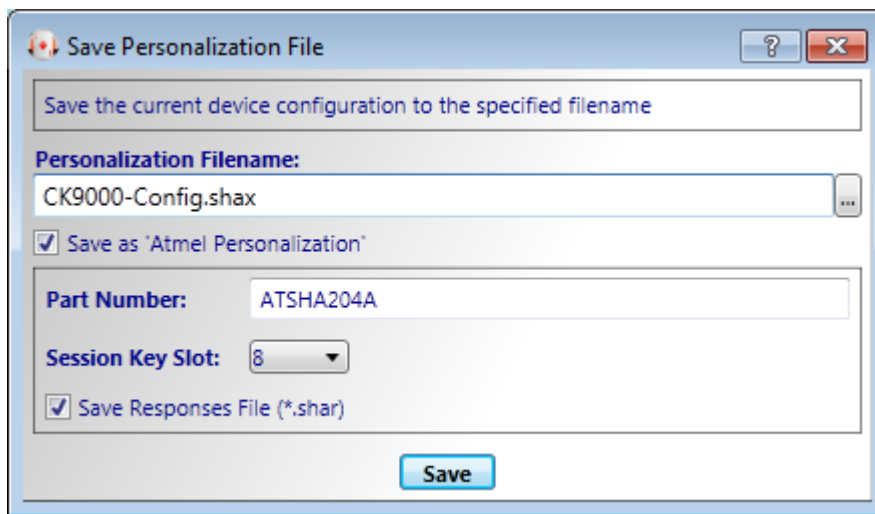 Save Personalization File
?
Save the current device configuration to the specified filename
Personalization Filename:
CK9000-Config.shax
...
Save as 'Atmel Personalization'
Part Number: ATSHA204A
Session Key Slot: 8
Save Responses File (*.shar)
Save